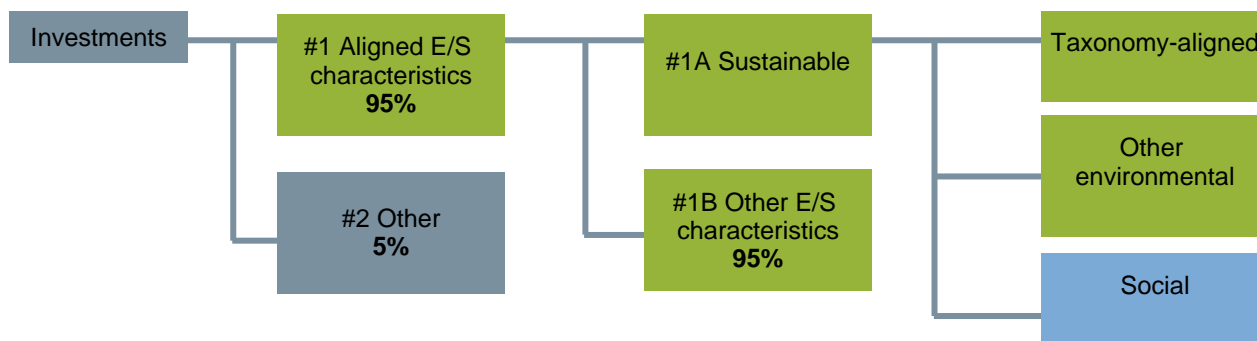 Investments
#1 Aligned E/S
characteristics
95%
#2 Other
5%
#1A Sustainable
#1B Other E/S
characteristics
95%
Taxonomy-aligned
Other
environmental
Social